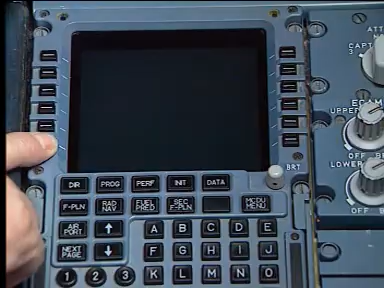 ATT
CAPT
3
ECAM
UPPER
OFF
BRT
LOWER
OFF
DIR PROG PERF INIT DATA
F-PLN RAD NAV FUEL PRED SEC F-PLN MCDU MENU
AIR PORT ↑ A B C D E
NEXT PAGE ↓ F G H I J
1 2 3 K L M N O